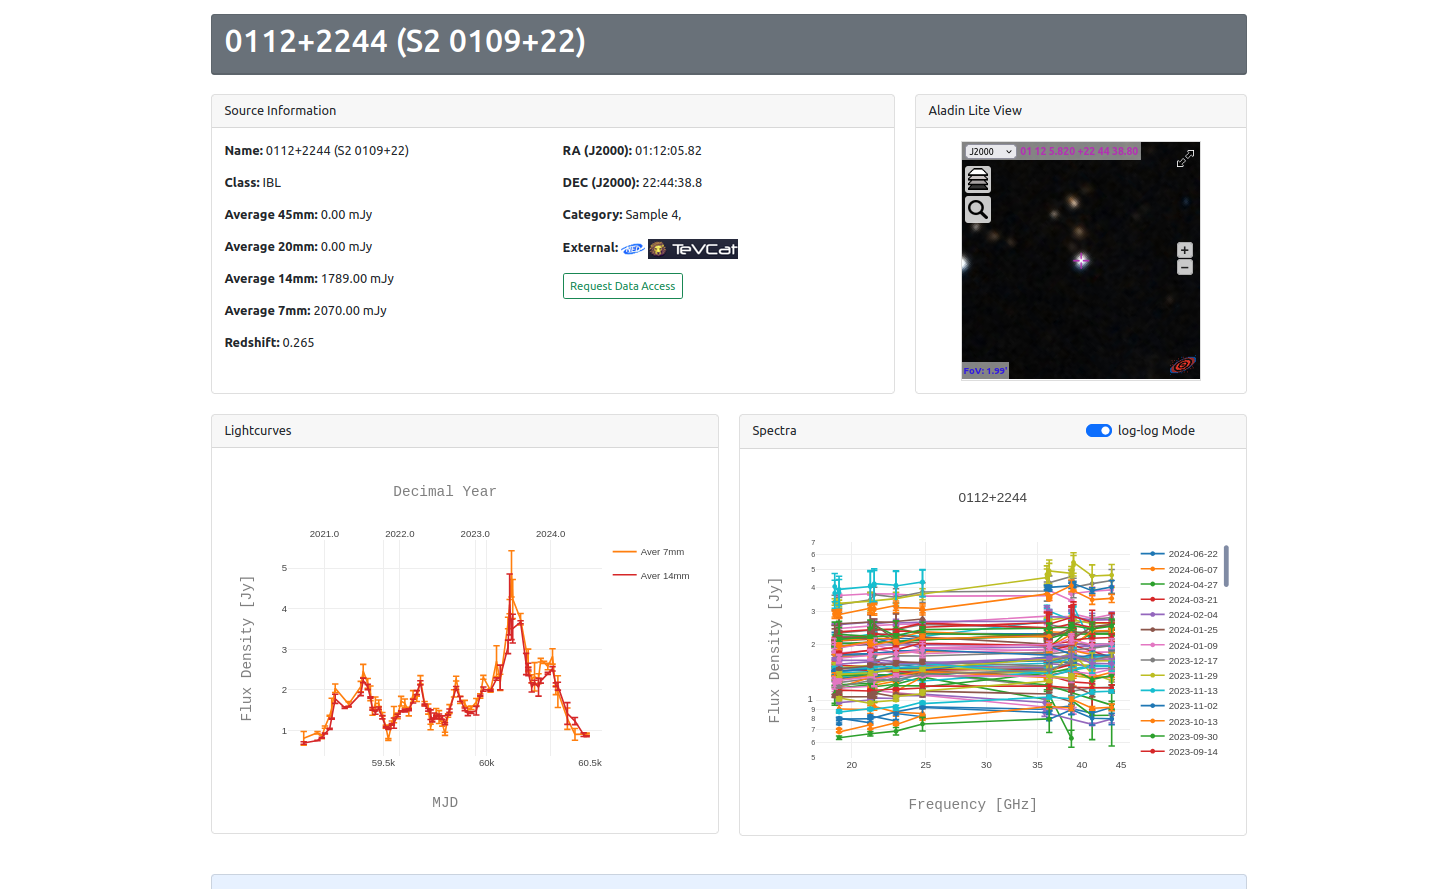 0112+2244 (S2 0109+22)
Source Information
Name: 0112+2244 (S2 0109+22)
Class: IBL
Average 45mm: 0.00 mJy
Average 20mm: 0.00 mJy
Average 14mm: 1789.00 mJy
Average 7mm: 2070.00 mJy
Redshift: 0.265
RA (J2000): 01:12:05.82
DEC (J2000): 22:44:38.8
Category: Sample 4,
External: NED TeVCat
Request Data Access
Aladin Lite View
J2000 01 12 5.820 +22 44 38.80
+
−
FoV: 1.99'
Lightcurves
Decimal Year
2021.0 2022.0 2023.0 2024.0
Flux Density [Jy]
5
4
3
2
1
59.5k 60k 60.5k
MJD
Aver 7mm
Aver 14mm
Spectra
log-log Mode
0112+2244
Flux Density [Jy]
7
6
5
4
3
2
1
9
8
7
6
5
20 25 30 35 40 45
Frequency [GHz]
2024-06-22
2024-06-07
2024-04-27
2024-03-21
2024-02-04
2024-01-25
2024-01-09
2023-12-17
2023-11-29
2023-11-13
2023-11-02
2023-10-13
2023-09-30
2023-09-14